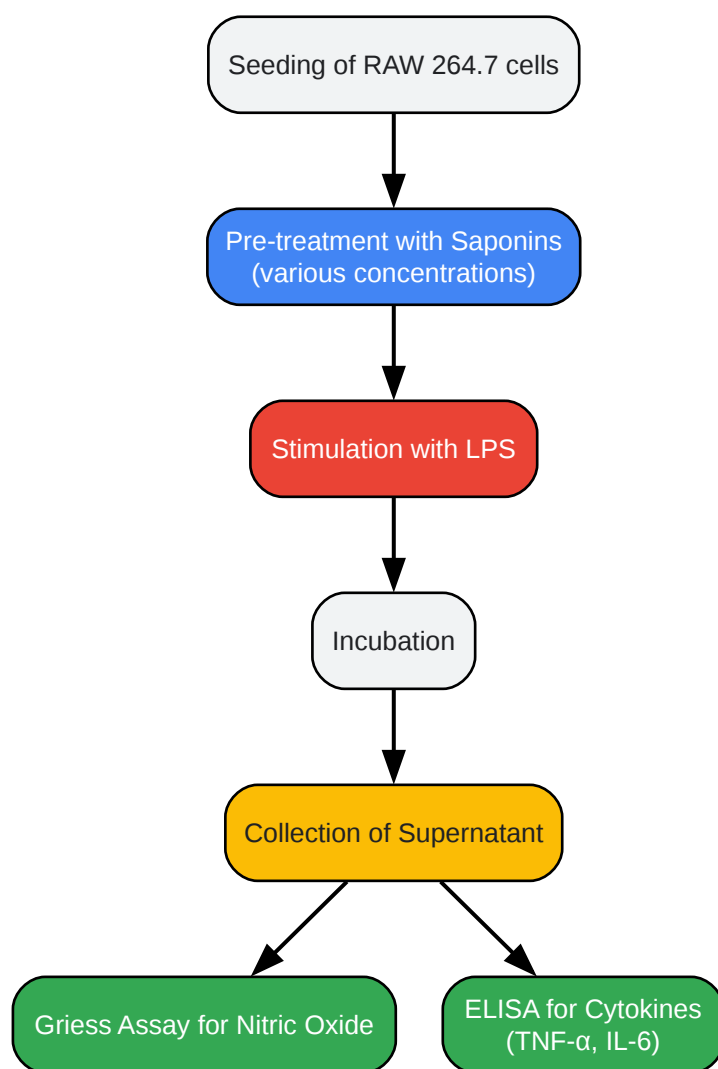 Seeding of RAW 264.7 cells
Pre-treatment with Saponins
(various concentrations)
Stimulation with LPS
Incubation
Collection of Supernatant
Griess Assay for Nitric Oxide
ELISA for Cytokines
(TNF-α, IL-6)